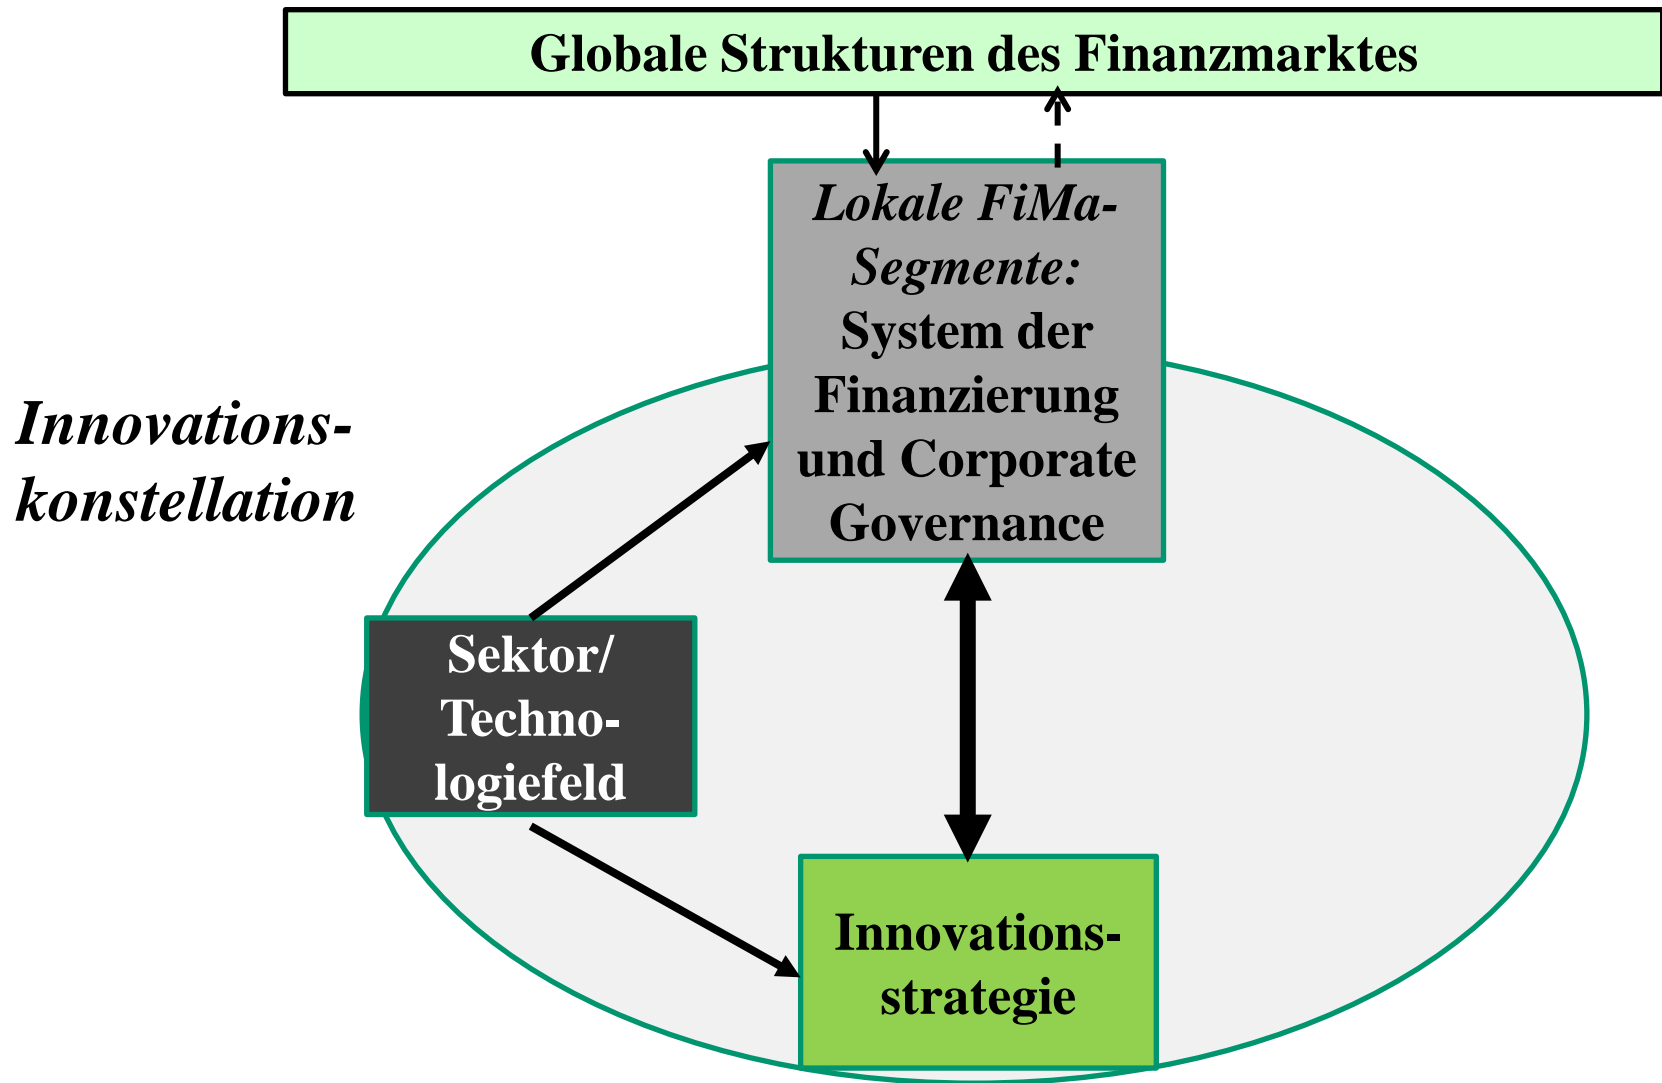 Globale Strukturen des Finanzmarktes
Lokale FiMa-
Segmente:
System der
Finanzierung
und Corporate
Governance
Innovations-
konstellation
Sektor/
Techno-
logiefeld
Innovations-
strategie